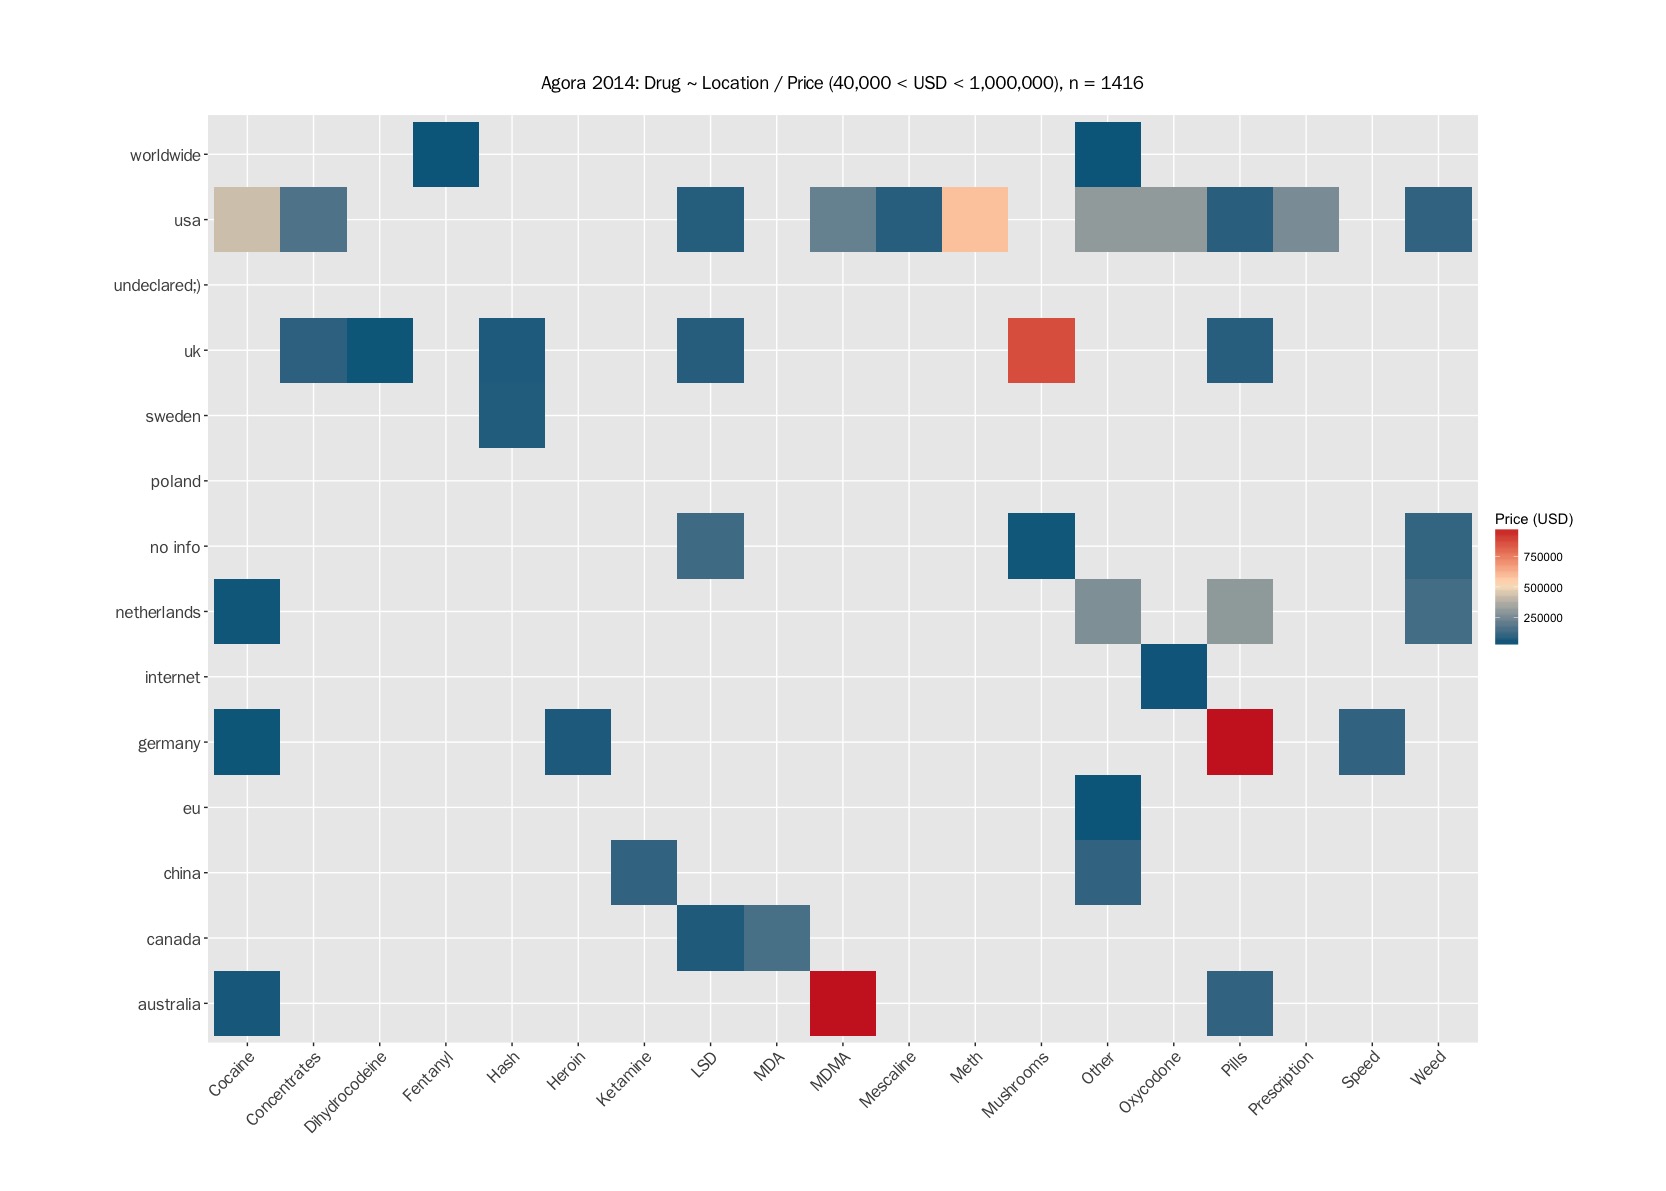 Agora 2014: Drug ~ Location / Price (40,000 < USD < 1,000,000), n = 1416
worldwide
usa
undeclared;)
uk
sweden
poland
no info
netherlands
internet
germany
eu
china
canada
australia
Price (USD)
750000
500000
250000
Cocaine
Concentrates
Dihydrocodeine
Fentanyl
Hash
Heroin
Ketamine
LSD
MDA
MDMA
Mescaline
Meth
Mushrooms
Other
Oxycodone
Pills
Prescription
Speed
Weed